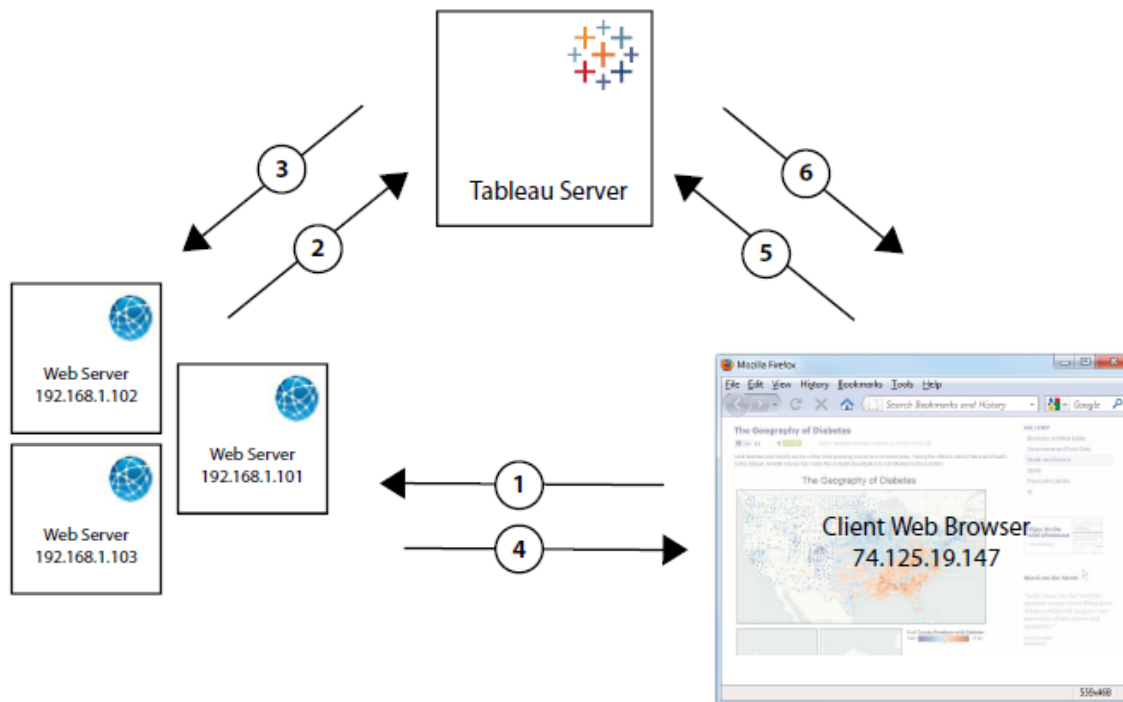 Tableau Server
3
6
2
5
Web Server
192.168.1.102
Web Server
192.168.1.101
Web Server
192.168.1.103
1
4
Mozilla Firefox
File Edit View History Bookmarks Tools Help
Search Bookmarks and History
Google
The Geography of Diabetes
The Geography of Diabetes
Client Web Browser
74.125.19.147
559x468